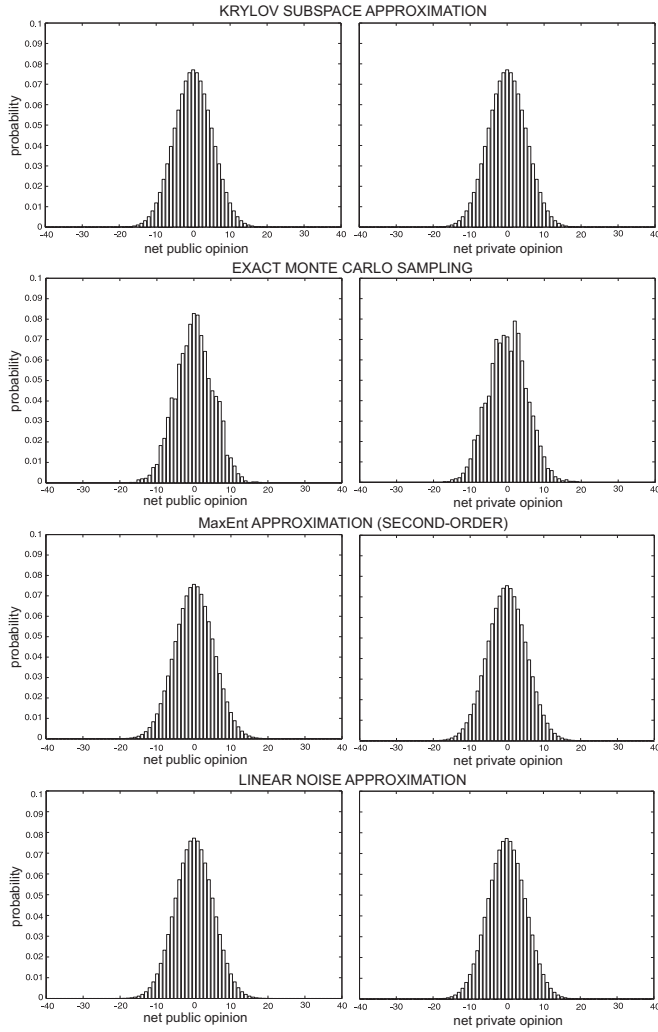 KRYLOV SUBSPACE APPROXIMATION
probability
0.1
0.09
0.08
0.07
0.06
0.05
0.04
0.03
0.02
0.01
0
-40 -30 -20 -10 0 10 20 30 40
net public opinion
-40 -30 -20 -10 0 10 20 30 40
net private opinion
EXACT MONTE CARLO SAMPLING
probability
0.1
0.09
0.08
0.07
0.06
0.05
0.04
0.03
0.02
0.01
0
-40 -30 -20 -10 0 10 20 30 40
net public opinion
-40 -30 -20 -10 0 10 20 30 40
net private opinion
MaxEnt APPROXIMATION (SECOND-ORDER)
probability
0.1
0.09
0.08
0.07
0.06
0.05
0.04
0.03
0.02
0.01
0
-40 -30 -20 -10 0 10 20 30 40
net public opinion
-40 -30 -20 -10 0 10 20 30 40
net private opinion
LINEAR NOISE APPROXIMATION
probability
0.1
0.09
0.08
0.07
0.06
0.05
0.04
0.03
0.02
0.01
0
-40 -30 -20 -10 0 10 20 30 40
net public opinion
-40 -30 -20 -10 0 10 20 30 40
net private opinion